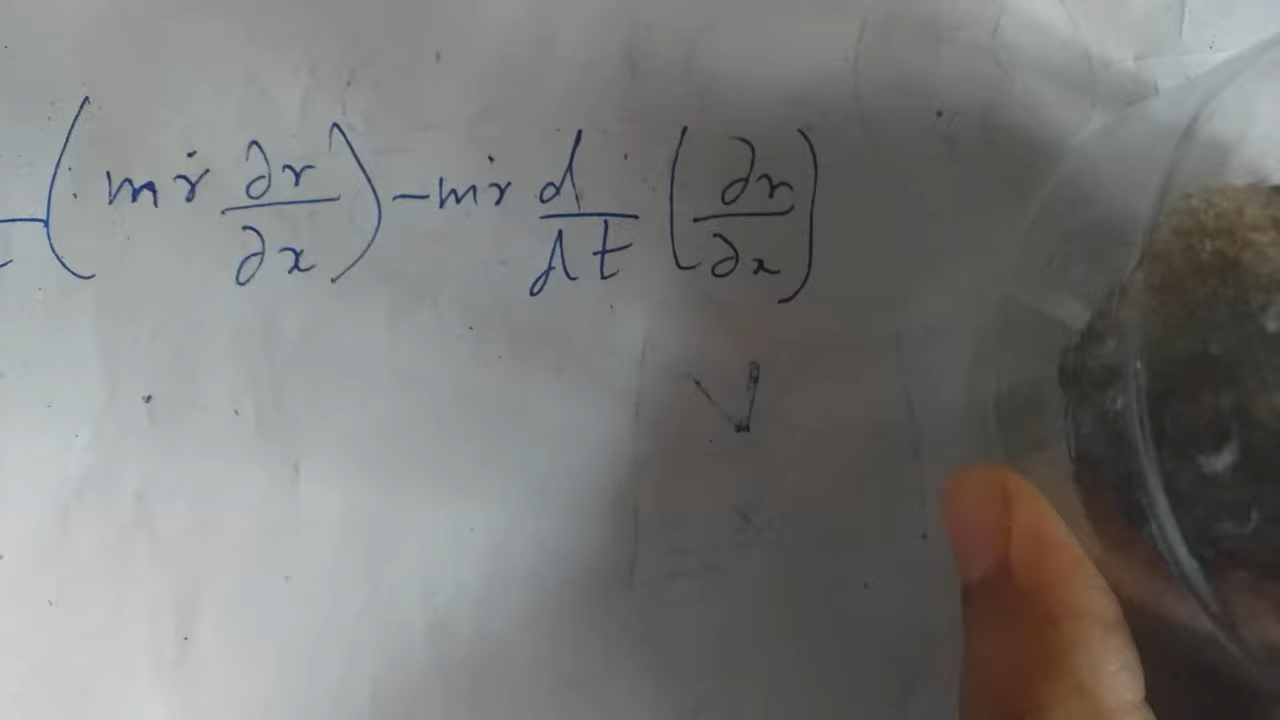 (mṙ ∂r/∂x) - mṙ d/dt (∂r/∂x)